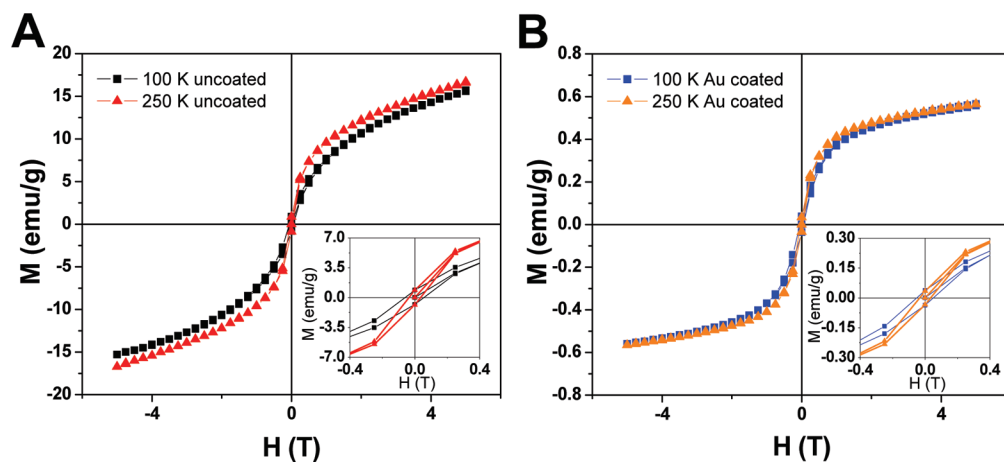 A
20
15
10
5
0
-5
-10
-15
-20
M (emu/g)
-4
0
4
H (T)
100 K uncoated
250 K uncoated
7.0
3.5
0.0
-3.5
-7.0
M (emu/g)
-0.4
0.0
0.4
H (T)
B
0.8
0.6
0.4
0.2
0.0
-0.2
-0.4
-0.6
-0.8
M (emu/g)
-4
0
4
H (T)
100 K Au coated
250 K Au coated
0.30
0.15
0.00
-0.15
-0.30
M (emu/g)
-0.4
0.0
0.4
H (T)